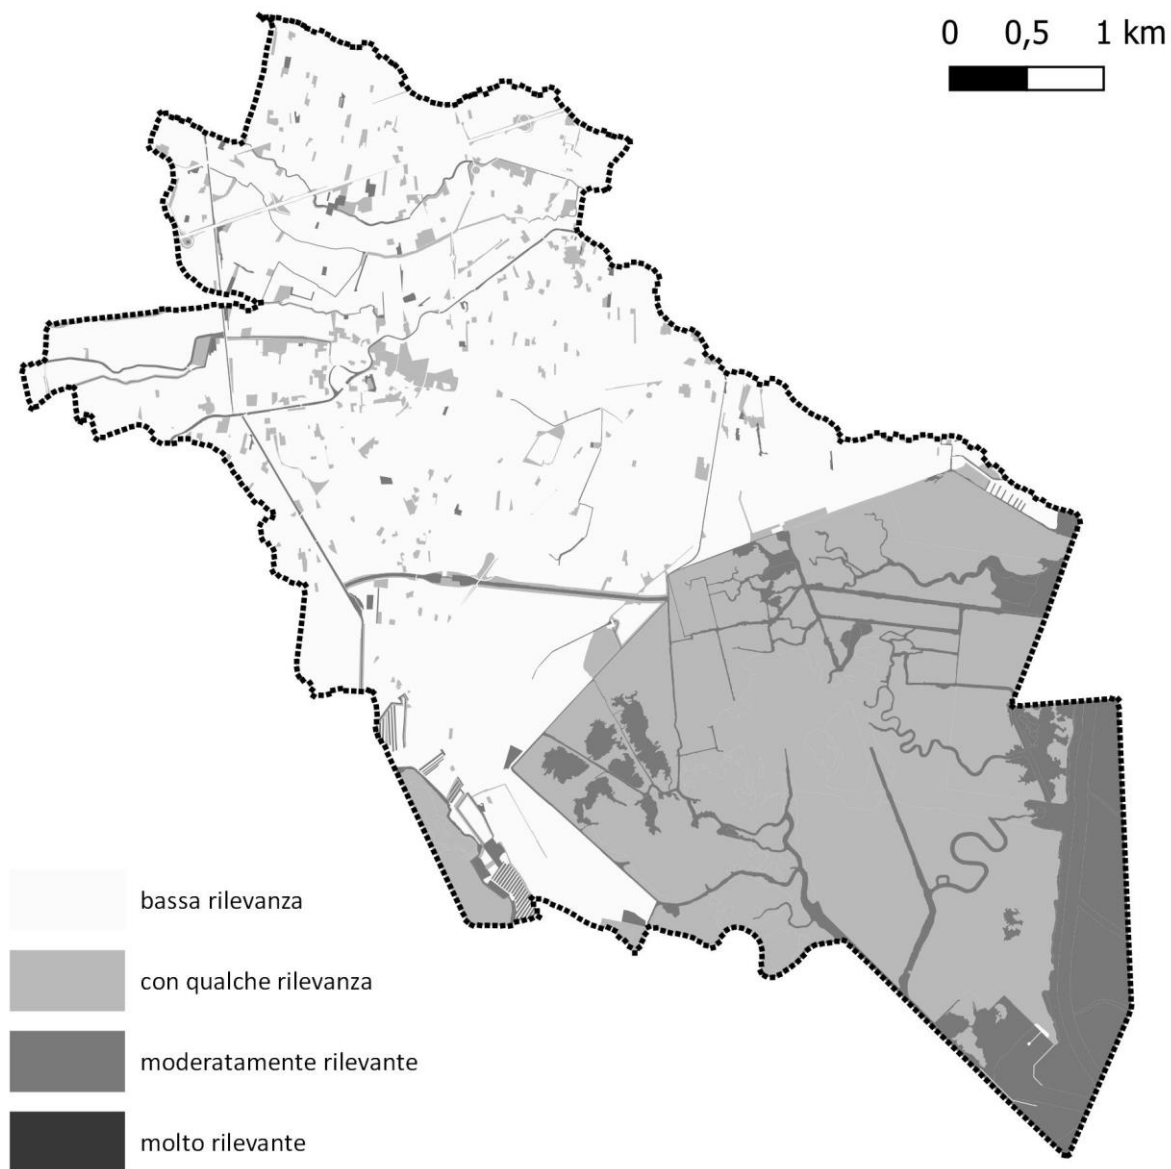 0 0,5 1 km
bassa rilevanza
con qualche rilevanza
moderatamente rilevante
molto rilevante